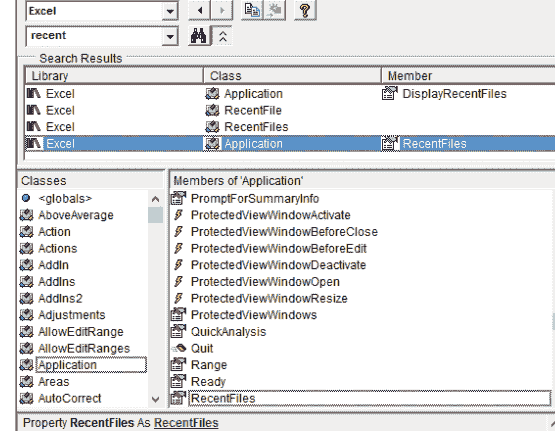 Excel
recent
Search Results
Library Class Member
Excel Application DisplayRecentFiles
Excel RecentFile
Excel RecentFiles
Excel Application RecentFiles
Classes
<globals>
AboveAverage
Action
Actions
AddIn
AddIns
AddIns2
Adjustments
AllowEditRange
AllowEditRanges
Application
Areas
AutoCorrect
Members of 'Application'
PromptForSummaryInfo
ProtectedViewWindowActivate
ProtectedViewWindowBeforeClose
ProtectedViewWindowBeforeEdit
ProtectedViewWindowDeactivate
ProtectedViewWindowOpen
ProtectedViewWindowResize
ProtectedViewWindows
QuickAnalysis
Quit
Range
Ready
RecentFiles
Property RecentFiles As RecentFiles